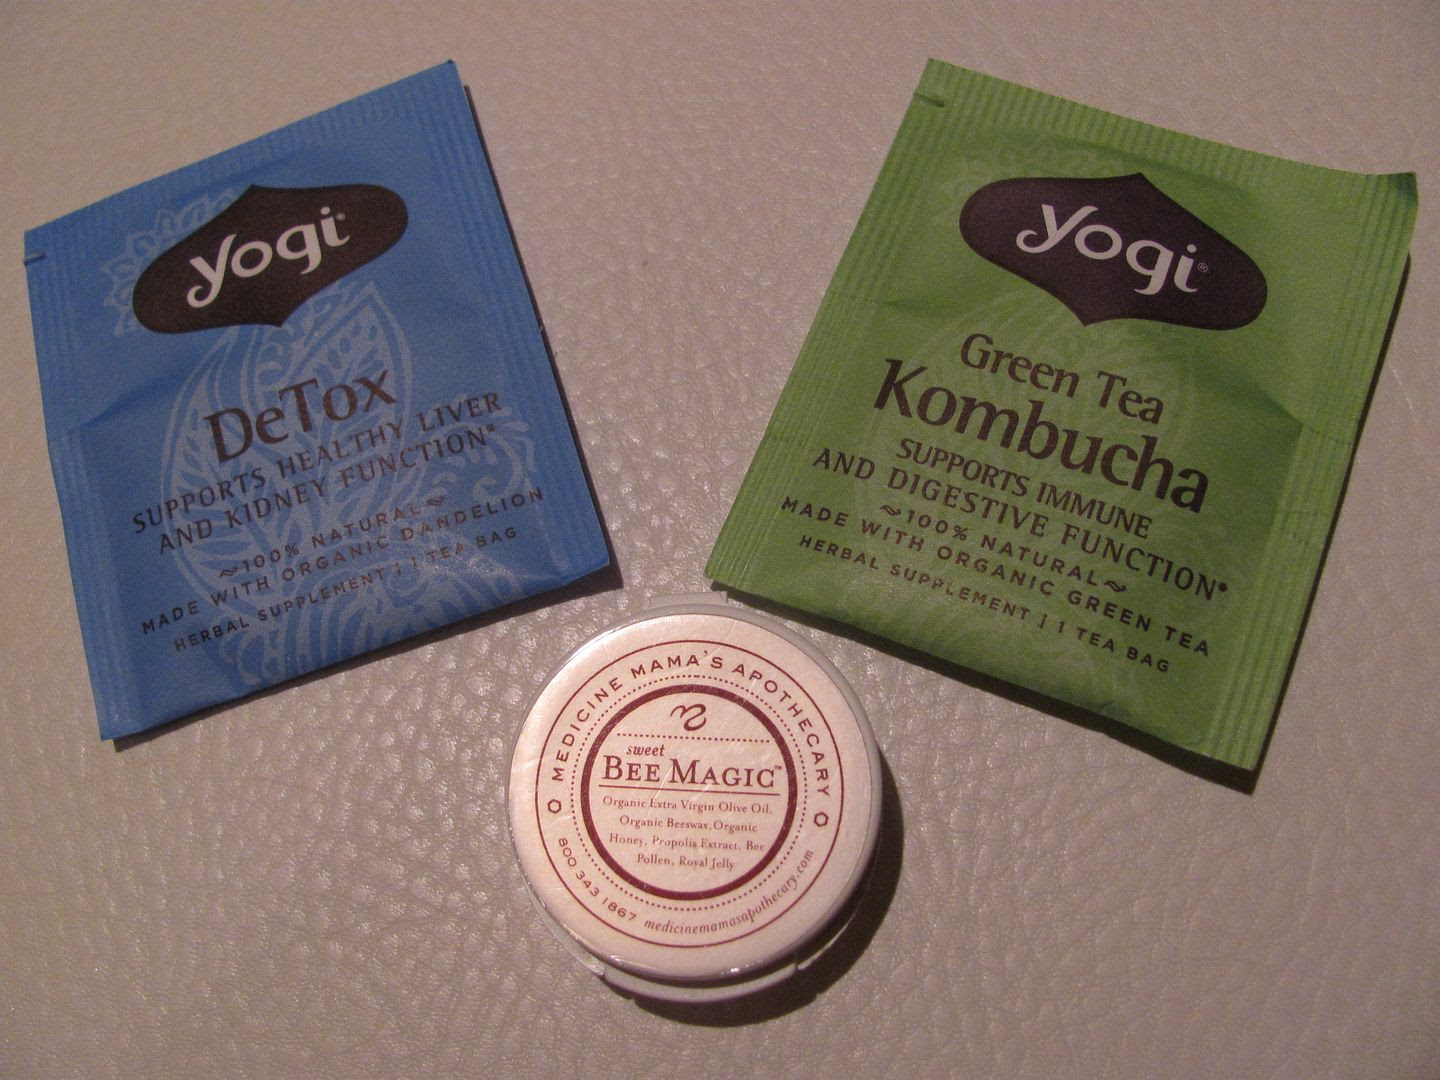 yogi®
DeTox
SUPPORTS HEALTHY LIVER
AND KIDNEY FUNCTION*
~100% NATURAL~
MADE WITH ORGANIC DANDELION
HERBAL SUPPLEMENT | 1 TEA BAG
yogi®
Green Tea
Kombucha
SUPPORTS IMMUNE
AND DIGESTIVE FUNCTION*
~100% NATURAL~
MADE WITH ORGANIC GREEN TEA
HERBAL SUPPLEMENT | 1 TEA BAG
MEDICINE MAMA'S APOTHECARY
sweet
BEE MAGIC™
Organic Extra Virgin Olive Oil,
Organic Beeswax, Organic
Honey, Propolis Extract, Bee
Pollen, Royal Jelly
800 343 1867 medicinemamasapothecary.com